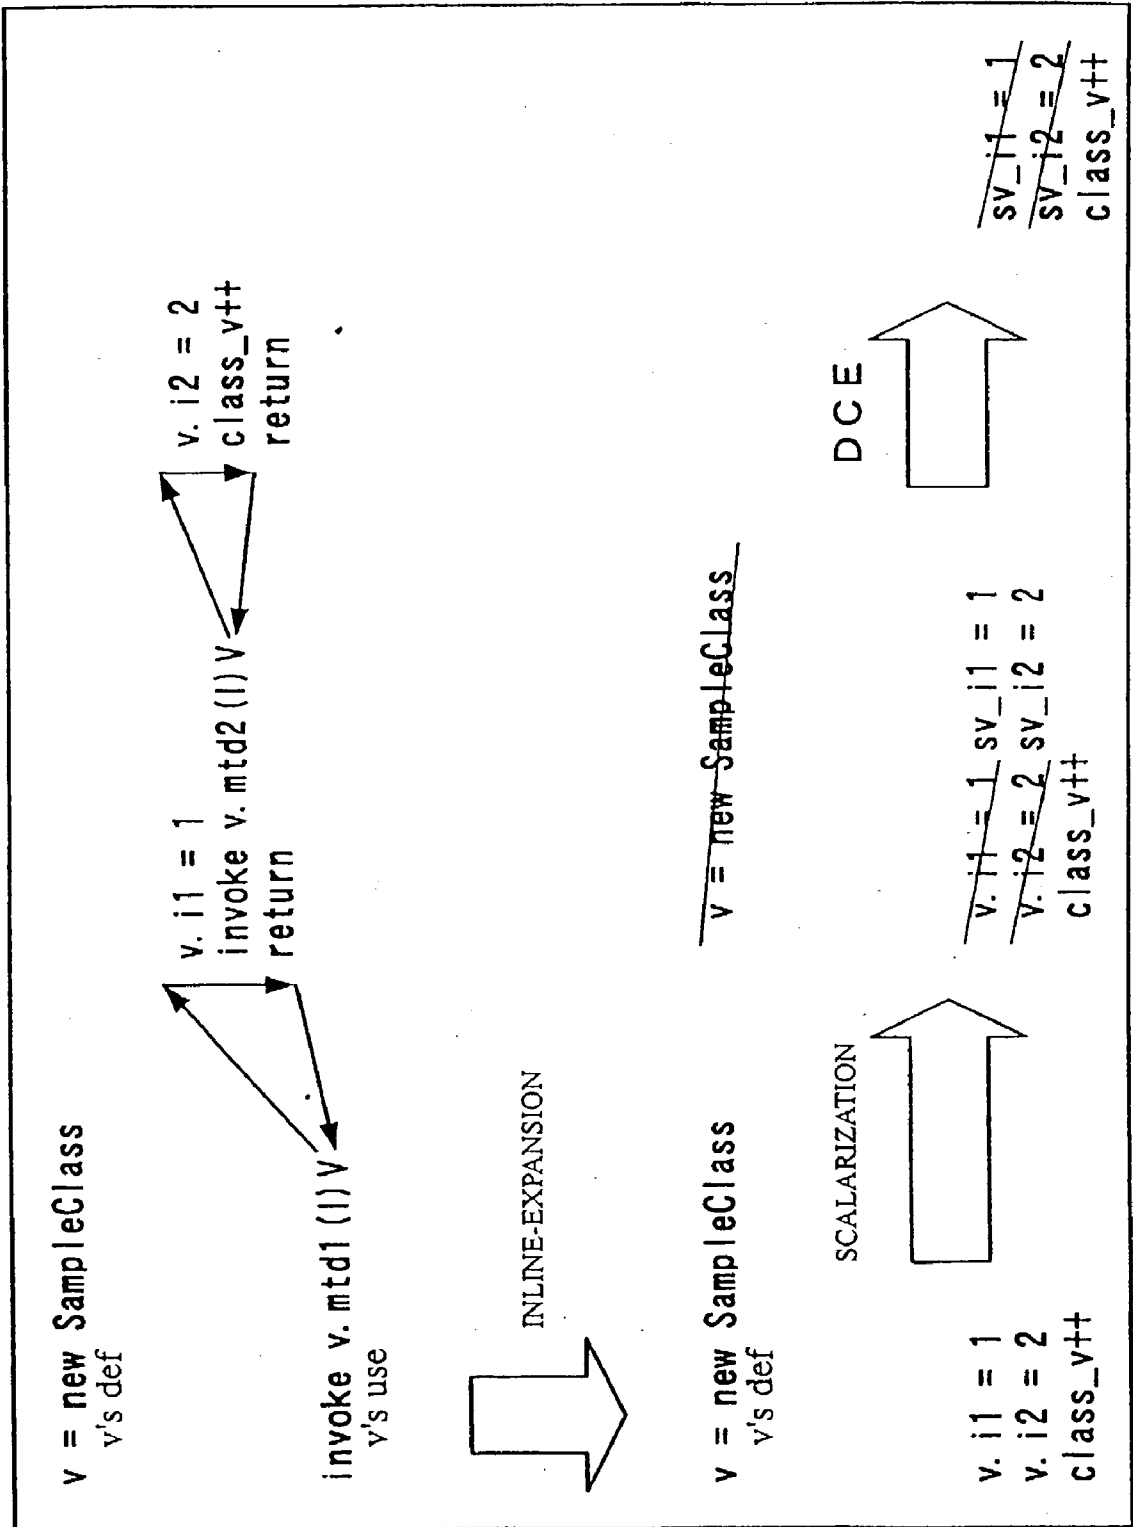 v = new SampleClass
v's def
v. i1 = 1
invoke v. mtd2 (I) V
return
v. i2 = 2
class_v++
return
invoke v. mtd1 (I) V
v's use
INLINE-EXPANSION
v = new SampleClass
v's def
v = new SampleClass
SCALARIZATION
DCE
v. i1 = 1
v. i2 = 2
class_v++
v. i1 = 1 sv_i1 = 1
v. i2 = 2 sv_i2 = 2
class_v++
sv_i1 = 1
sv_i2 = 2
class_v++